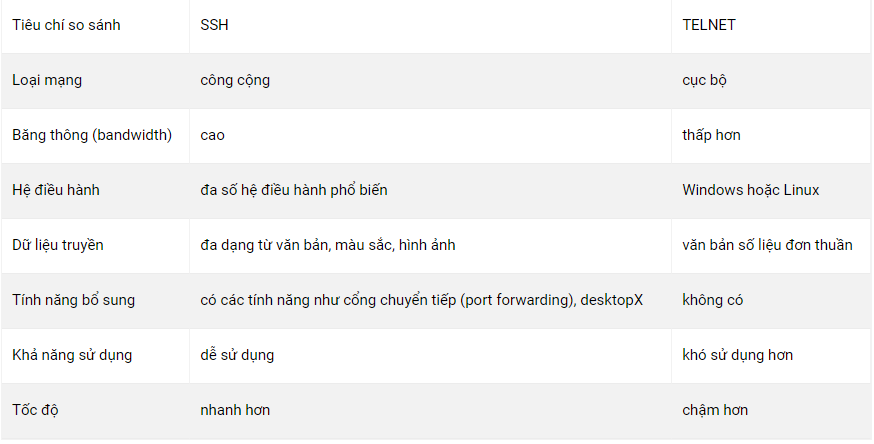 Tiêu chí so sánh SSH TELNET
Loại mạng công cộng cục bộ
Băng thông (bandwidth) cao thấp hơn
Hệ điều hành đa số hệ điều hành phổ biến Windows hoặc Linux
Dữ liệu truyền đa dạng từ văn bản, màu sắc, hình ảnh văn bản số liệu đơn thuần
Tính năng bổ sung có các tính năng như cổng chuyển tiếp (port forwarding), desktopX không có
Khả năng sử dụng dễ sử dụng khó sử dụng hơn
Tốc độ nhanh hơn chậm hơn